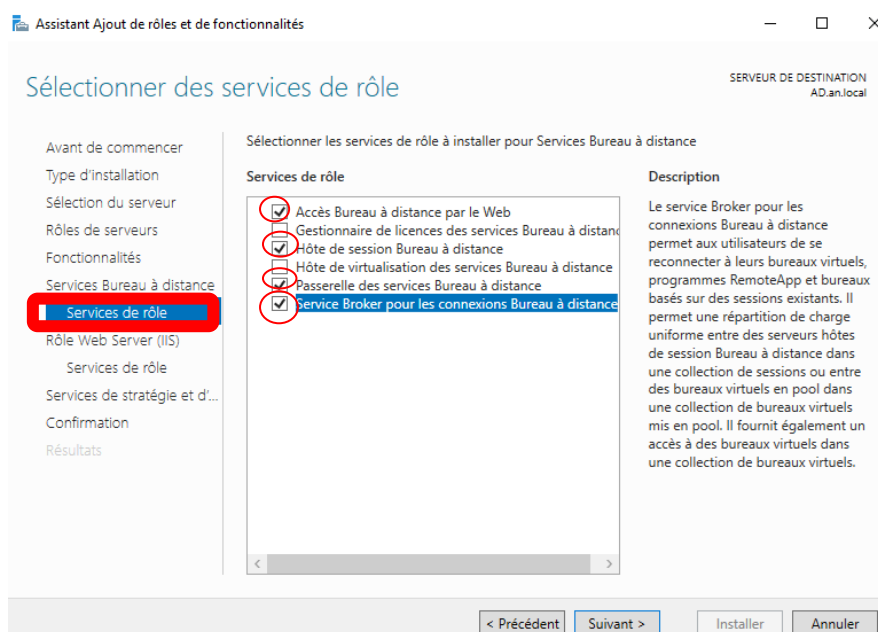 Assistant Ajout de rôles et de fonctionnalités
Sélectionner des services de rôle
SERVEUR DE DESTINATION
AD.an.local
Avant de commencer
Type d'installation
Sélection du serveur
Rôles de serveurs
Fonctionnalités
Services Bureau à distance
Services de rôle
Rôle Web Server (IIS)
Services de rôle
Services de stratégie et d'...
Confirmation
Résultats
Sélectionner les services de rôle à installer pour Services Bureau à distance
Services de rôle
Accès Bureau à distance par le Web
Gestionnaire de licences des services Bureau à distanc
Hôte de session Bureau à distance
Hôte de virtualisation des services Bureau à distance
Passerelle des services Bureau à distance
Service Broker pour les connexions Bureau à distance
Description
Le service Broker pour les
connexions Bureau à distance
permet aux utilisateurs de se
reconnecter à leurs bureaux virtuels,
programmes RemoteApp et bureaux
basés sur des sessions existants. Il
permet une répartition de charge
uniforme entre des serveurs hôtes
de session Bureau à distance dans
une collection de sessions ou entre
des bureaux virtuels en pool dans
une collection de bureaux virtuels
mis en pool. Il fournit également un
accès à des bureaux virtuels dans
une collection de bureaux virtuels.
< Précédent
Suivant >
Installer
Annuler